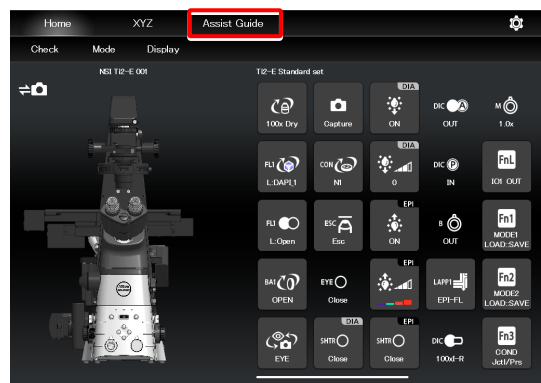 Home XYZ Assist Guide
Check Mode Display
NSI TI2-E 001
TI2-E Standard set
100x Dry
Capture
DIA
ON
DIC A
OUT
M
1.0x
FL1
L:DAPI_1
CON
N1
DIA
0
DIC P
IN
FnL
IO1 OUT
FL1
L:Open
ESC
Esc
EPI
ON
B
OUT
Fn1
MODE1
LOAD:SAVE
BA1
OPEN
EYE
Close
EPI
LAPP1
EPI-FL
Fn2
MODE2
LOAD:SAVE
EYE
DIA
SHTR
Close
EPI
SHTR
Close
DIC
100xI-R
Fn3
COND
Jctl/Prs